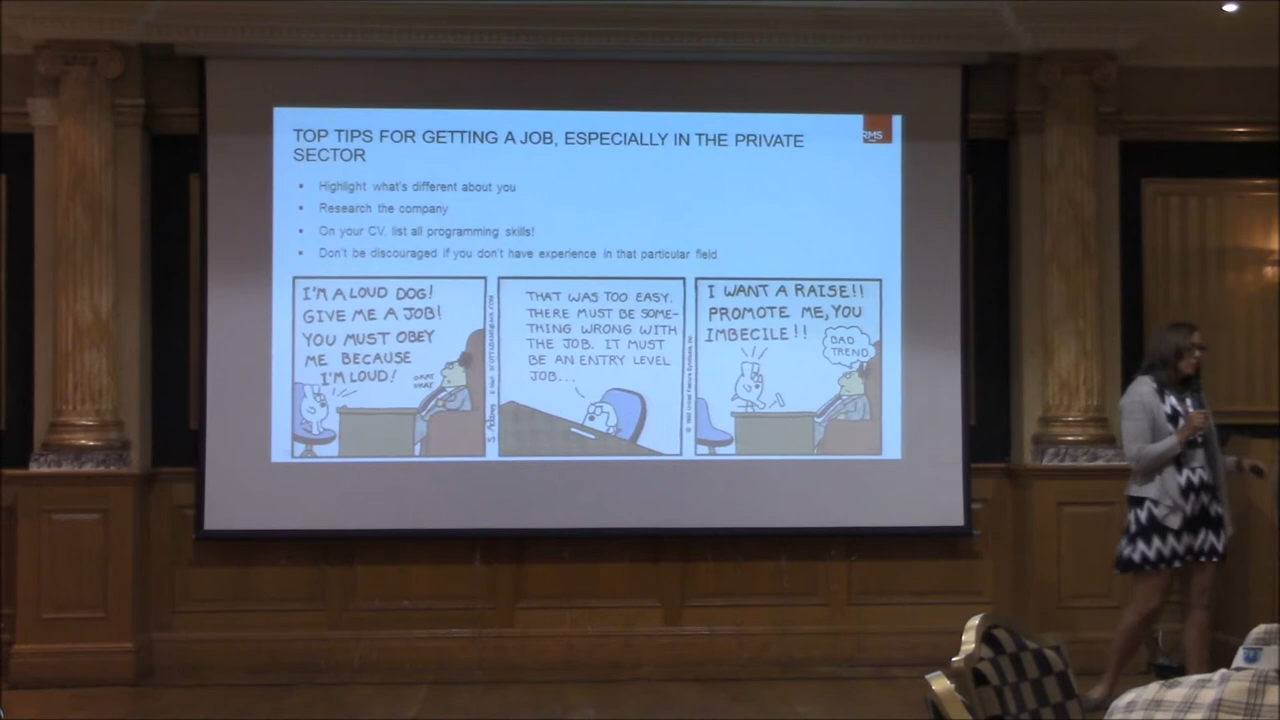 TOP TIPS FOR GETTING A JOB, ESPECIALLY IN THE PRIVATE
SECTOR
RMS
▪ Highlight what's different about you
▪ Research the company
▪ On your CV, list all programming skills!
▪ Don't be discouraged if you don't have experience in that particular field
I'M A LOUD DOG!
GIVE ME A JOB!
YOU MUST OBEY
ME BECAUSE
I'M LOUD!
OKAY
OKAY
S. Adams
THAT WAS TOO EASY.
THERE MUST BE SOME-
THING WRONG WITH
THE JOB. IT MUST
BE AN ENTRY LEVEL
JOB...
I WANT A RAISE!!
PROMOTE ME, YOU
IMBECILE!!
BAD
TREND